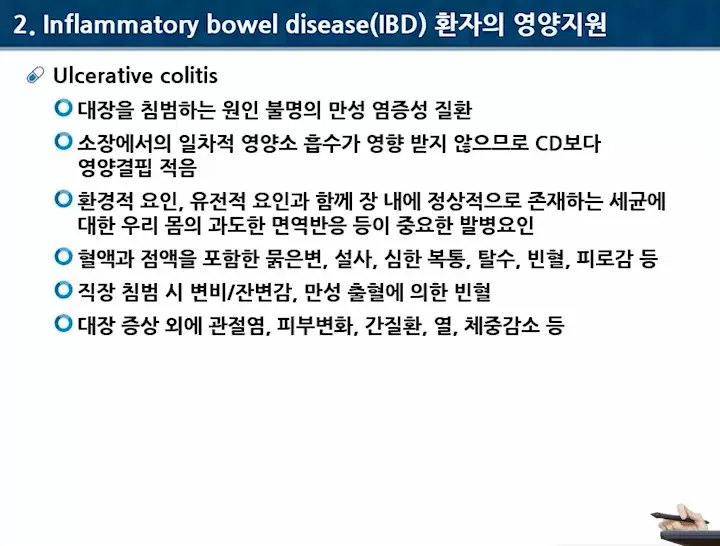 2. Inflammatory bowel disease(IBD) 환자의 영양지원
Ulcerative colitis
대장을 침범하는 원인 불명의 만성 염증성 질환
소장에서의 일차적 영양소 흡수가 영향 받지 않으므로 CD보다
영양결핍 적음
환경적 요인, 유전적 요인과 함께 장 내에 정상적으로 존재하는 세균에
대한 우리 몸의 과도한 면역반응 등이 중요한 발병요인
혈액과 점액을 포함한 묽은변, 설사, 심한 복통, 탈수, 빈혈, 피로감 등
직장 침범 시 변비/잔변감, 만성 출혈에 의한 빈혈
대장 증상 외에 관절염, 피부변화, 간질환, 열, 체중감소 등